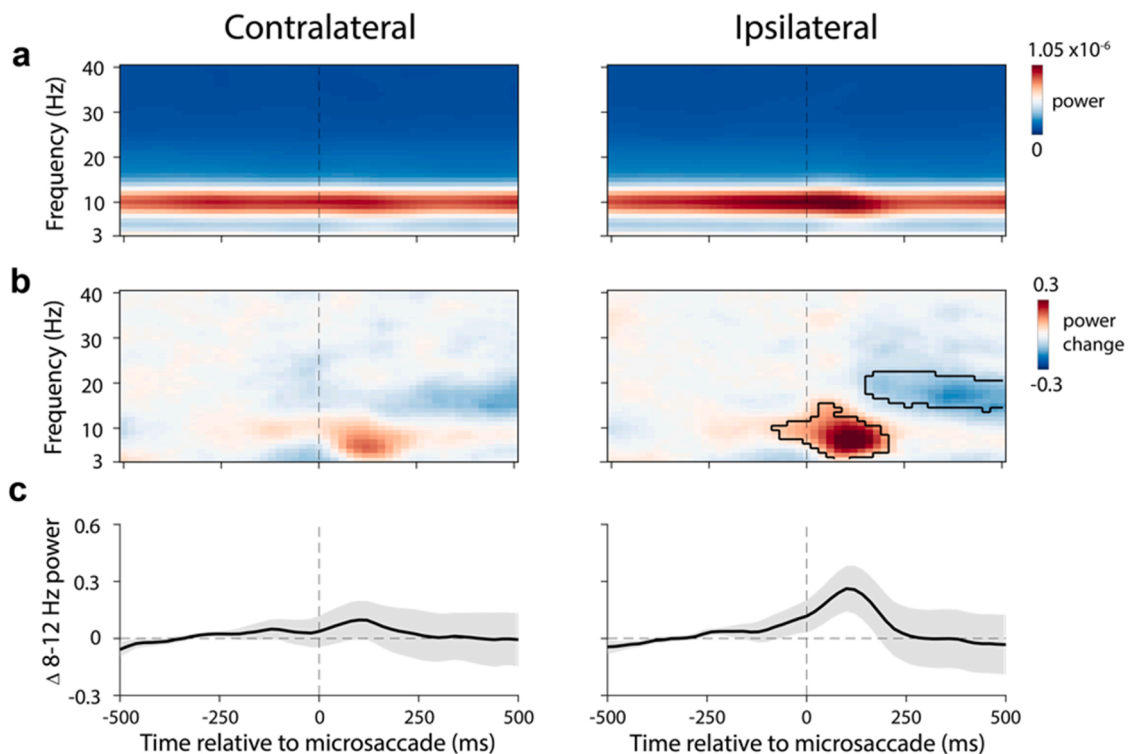 Contralateral
Ipsilateral
a
Frequency (Hz)
40
30
20
10
3
1.05 x10⁻⁶
power
0
b
Frequency (Hz)
40
30
20
10
3
0.3
power
change
-0.3
c
Δ 8-12 Hz power
0.6
0.3
0
-0.3
-500
-250
0
250
500
-500
-250
0
250
500
Time relative to microsaccade (ms)
Time relative to microsaccade (ms)